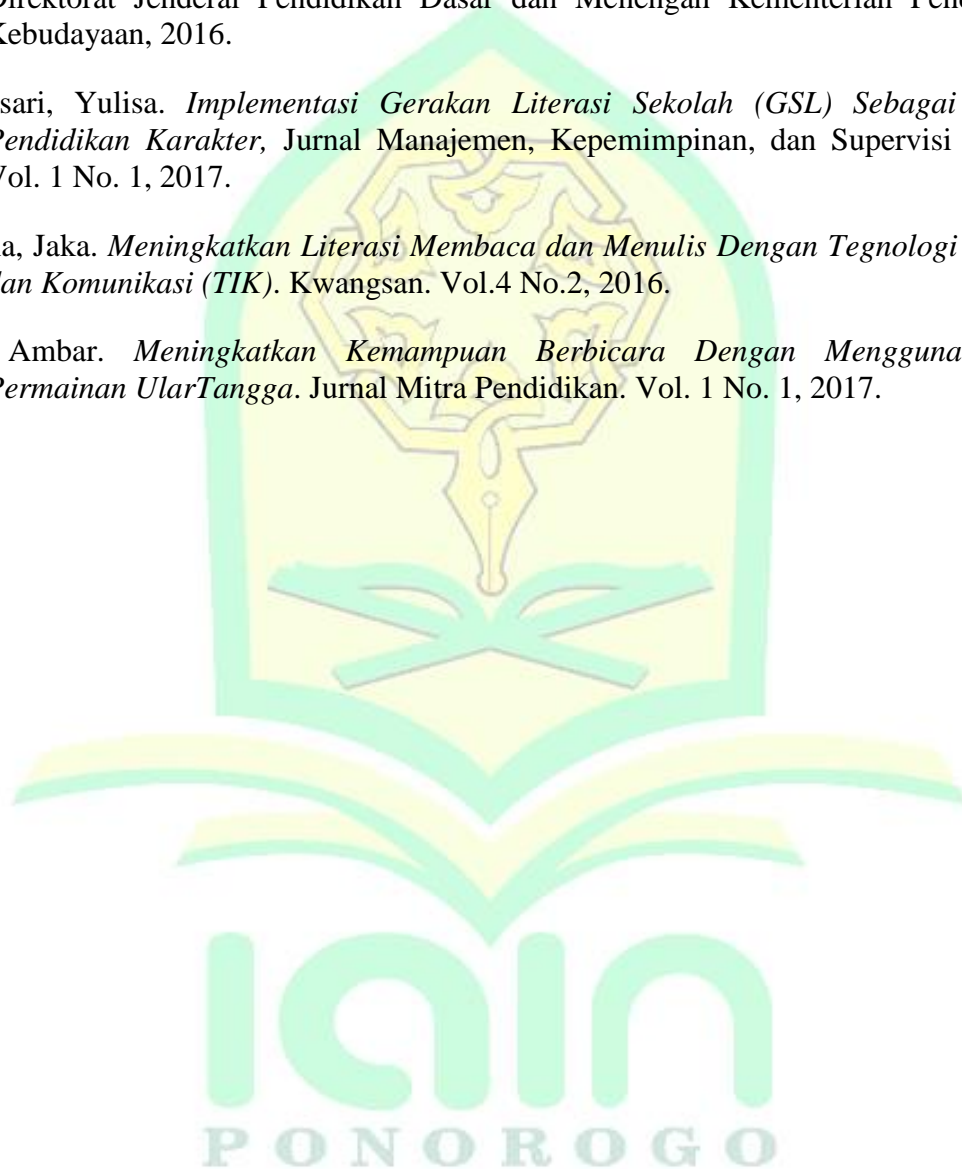 Direktorat Jenderal Pendidikan Dasar dan Menengah Kementerian
Kebudayaan, 2016.
sari, Yulisa. Implementasi Gerakan Literasi Sekolah (GSL) Sebagai
Pendidikan Karakter, Jurnal Manajemen, Kepemimpinan, dan Supervisi
Vol. 1 No. 1, 2017.
a, Jaka. Meningkatkan Literasi Membaca dan Menulis Dengan Tegnologi
dan Komunikasi (TIK). Kwangsan. Vol.4 No.2, 2016.
Ambar. Meningkatkan Kemampuan Berbicara Dengan Mengguna
Permainan UlarTangga. Jurnal Mitra Pendidikan. Vol. 1 No. 1, 2017.
iain
PONOROGO